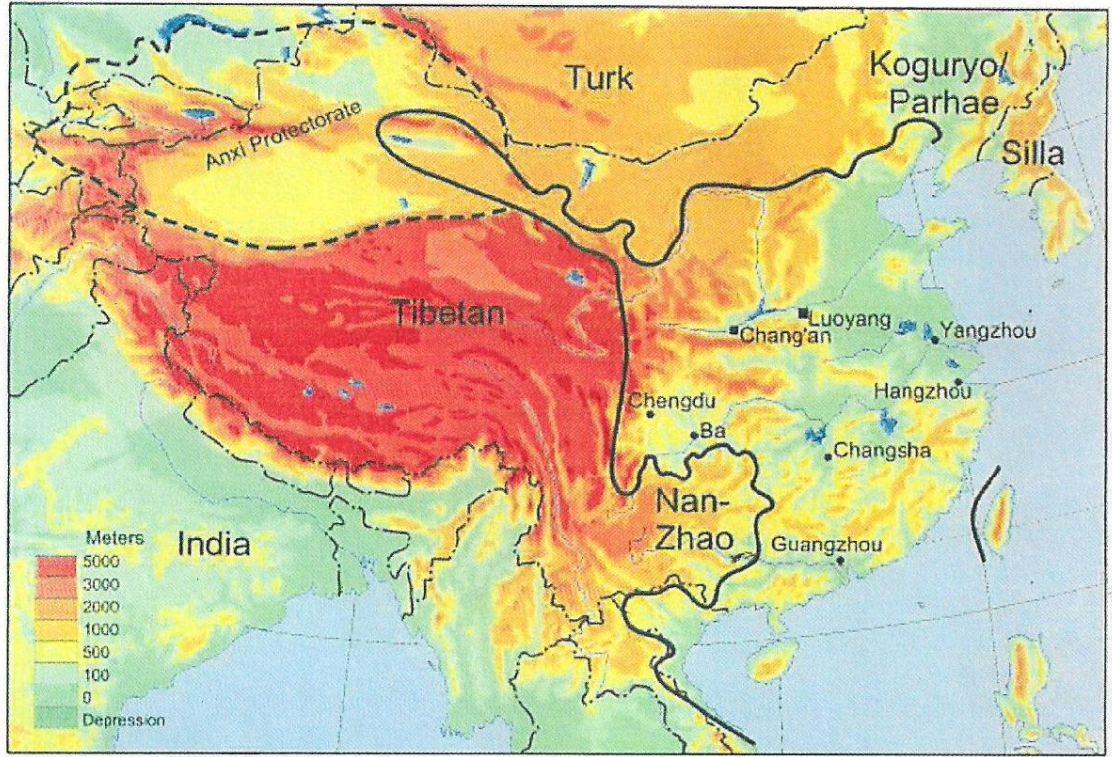 Turk
Koguryo/
Parhae
Silla
Anxi Protectorate
Tibetan
Luoyang
Chang'an
Yangzhou
Hangzhou
Chengdu
Ba
Changsha
Nan-
Zhao
Guangzhou
India
Meters
5000
3000
2000
1000
500
100
0
Depression